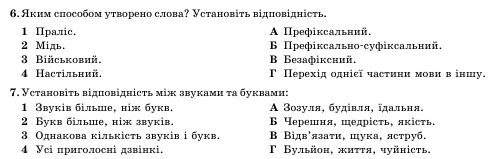 6. Яким способом утворено слова? Установіть відповідність.
1 Праліс. А Префіксальний.
2 Мідь. Б Префіксально-суфіксальний.
3 Військовий. В Безафіксний.
4 Настільний. Г Перехід однієї частини мови в іншу.
7. Установіть відповідність між звуками та буквами:
1 Звуків більше, ніж букв. А Зозуля, будівля, їдальня.
2 Букв більше, ніж звуків. Б Черешня, щедрість, якість.
3 Однакова кількість звуків і букв. В Відв’язати, щука, яструб.
4 Усі приголосні дзвінкі. Г Бульйон, життя, чуйність.